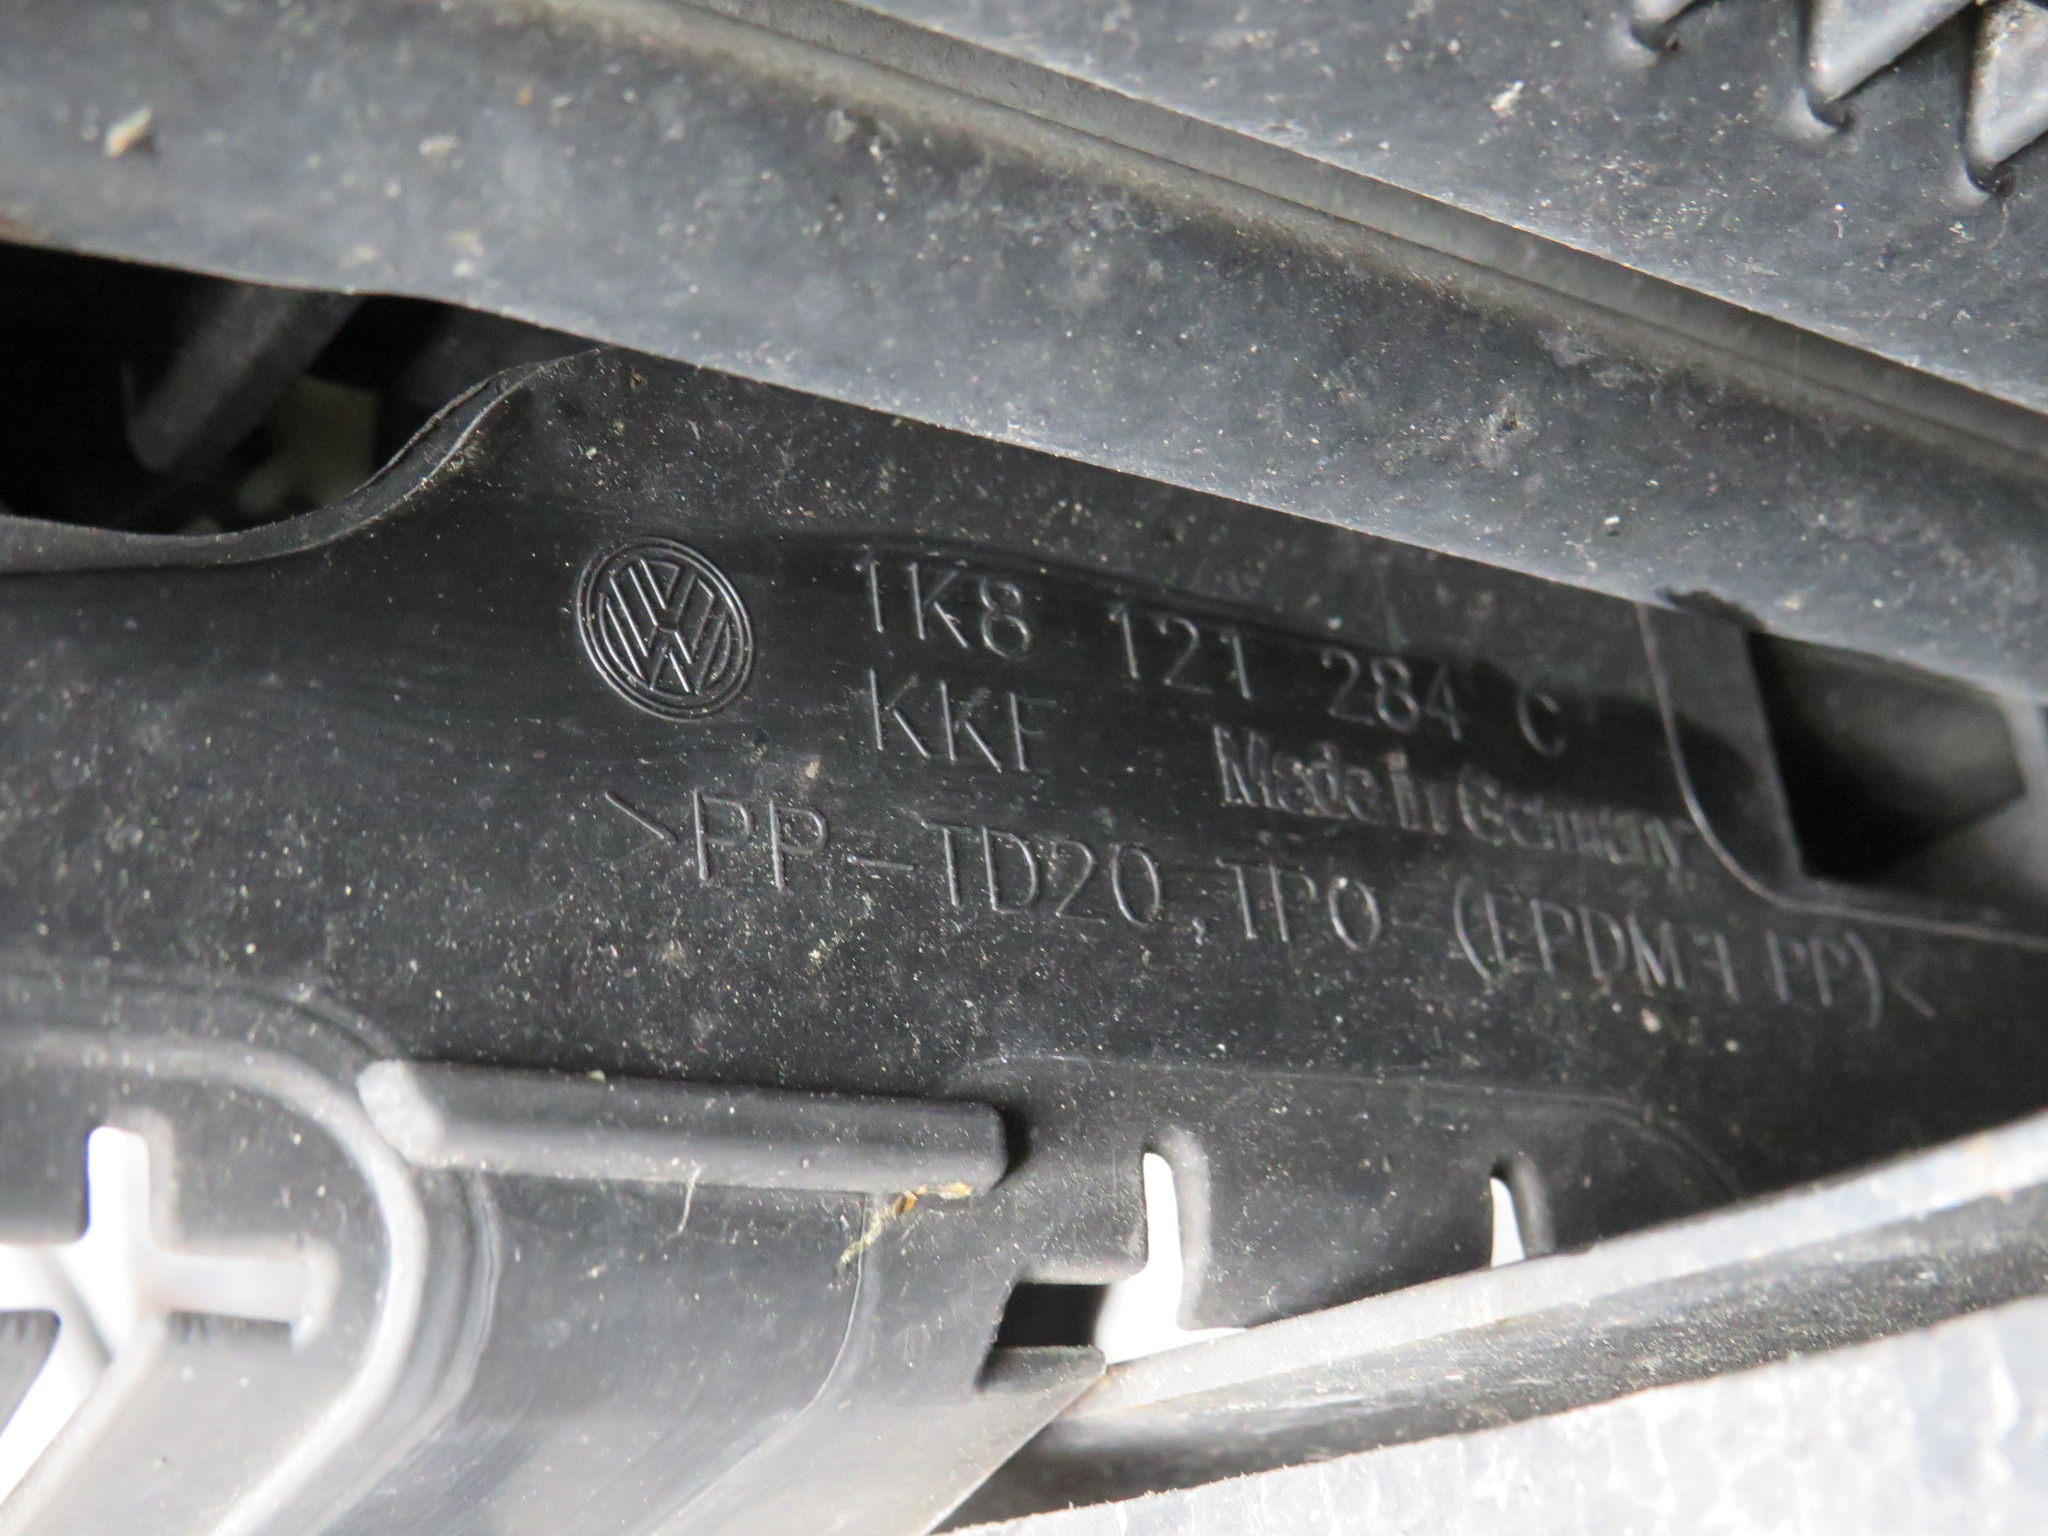 1K8 121 284 C
KKF Made in Germany
>PP-TD20,TPO (EPDM+PP)<